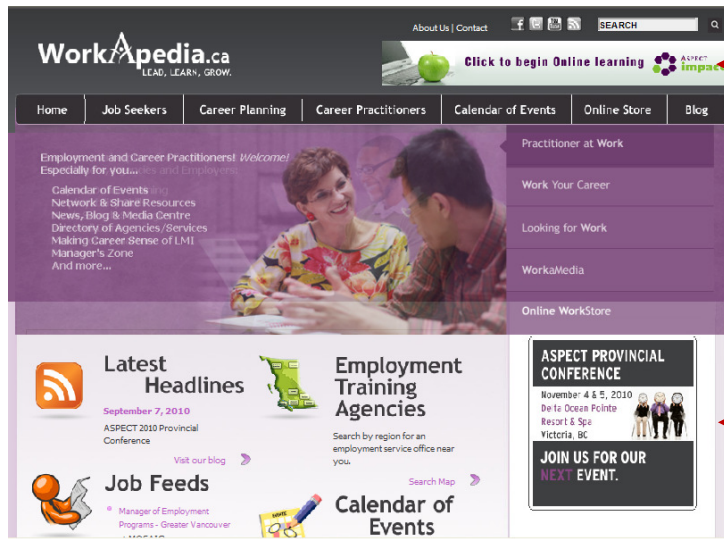 About Us | Contact
SEARCH
WorkApedia.ca
LEAD, LEARN, GROW.
Click to begin Online learning
ASPECT
impact
Home
Job Seekers
Career Planning
Career Practitioners
Calendar of Events
Online Store
Blog
Employment and Career Practitioners! Welcome!
Especially for you...
Calendar of Events
Network & Share Resources
News, Blog & Media Centre
Directory of Agencies/Services
Making Career Sense of LMI
Manager's Zone
And more...
Practitioner at Work
Work Your Career
Looking for Work
WorkaMedia
Online WorkStore
Latest
Headlines
September 7, 2010
ASPECT 2010 Provincial
Conference
Visit our blog
Employment
Training
Agencies
Search by region for an
employment service office near
you.
Search Map
ASPECT PROVINCIAL
CONFERENCE
November 4 & 5, 2010
Delta Ocean Pointe
Resort & Spa
Victoria, BC
JOIN US FOR OUR
NEXT EVENT.
Job Feeds
Manager of Employment
Programs - Greater Vancouver
Calendar of
Events